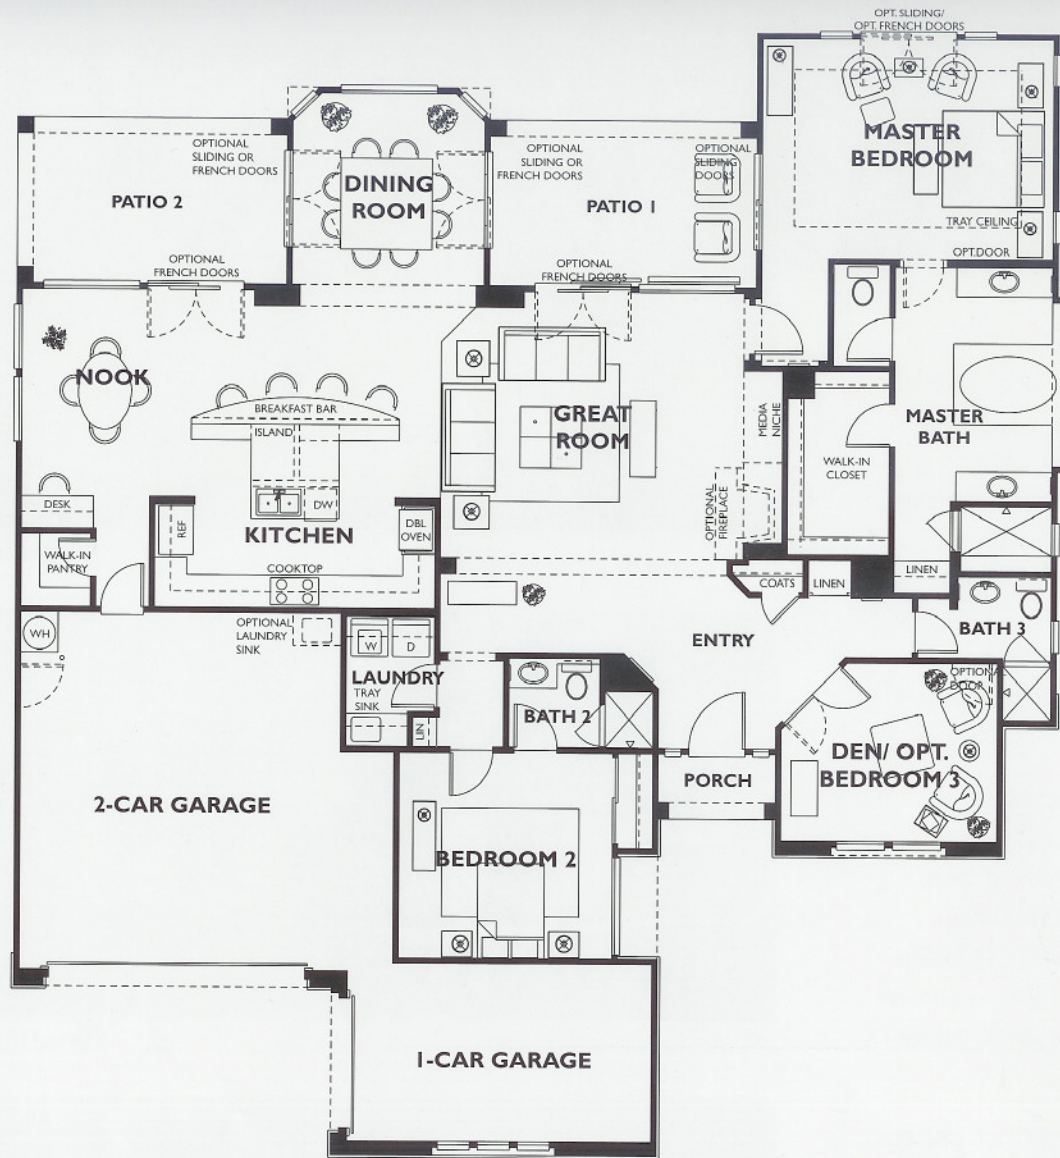 OPT. SLIDING/
OPT. FRENCH DOORS
MASTER
BEDROOM
TRAY CEILING
OPT.DOOR
OPTIONAL
SLIDING OR
FRENCH DOORS
PATIO 2
DINING
ROOM
OPTIONAL
SLIDING OR
FRENCH DOORS
OPTIONAL
SLIDING
DOORS
PATIO 1
OPTIONAL
FRENCH DOORS
OPTIONAL
FRENCH DOORS
NOOK
BREAKFAST BAR
ISLAND
GREAT
ROOM
MEDIA
NICHE
MASTER
BATH
WALK-IN
CLOSET
DESK
DW
REF
KITCHEN
DBL
OVEN
OPTIONAL
FIREPLACE
WALK-IN
PANTRY
COOKTOP
COATS
LINEN
LINEN
WH
OPTIONAL
LAUNDRY
SINK
W
D
LAUNDRY
TRAY
SINK
LIN
ENTRY
BATH 3
BATH 2
OPTIONAL
DOOR
DEN/ OPT.
BEDROOM 3
PORCH
2-CAR GARAGE
BEDROOM 2
1-CAR GARAGE